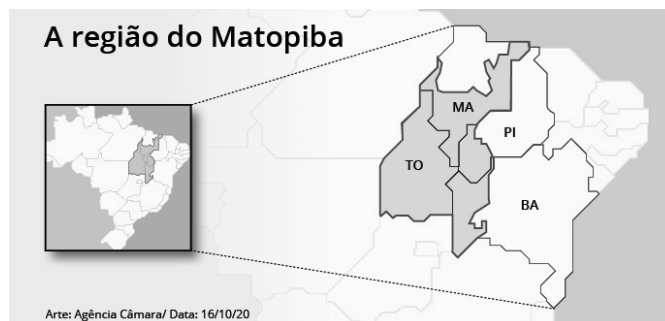 A região do Matopiba
MA
PI
TO
BA
Arte: Agência Câmara/ Data: 16/10/20